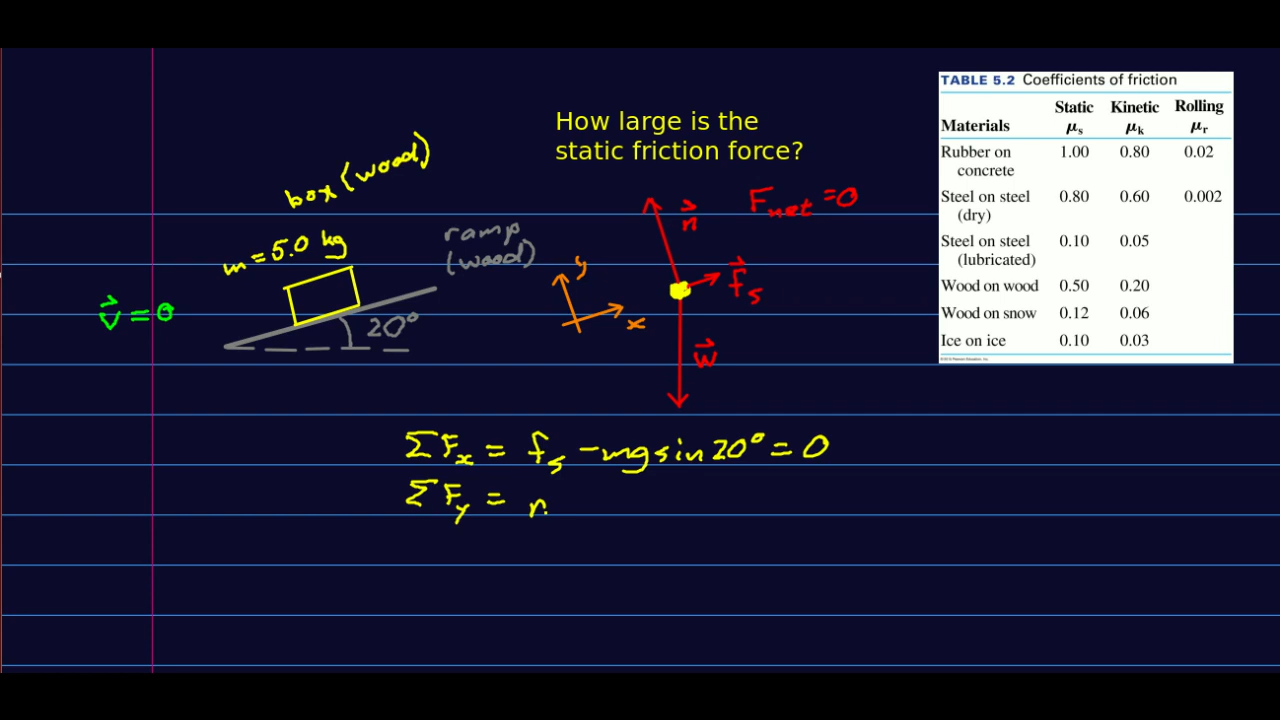 How large is the
static friction force?
box (wood)
m = 5.0 kg
ramp
(wood)
v⃗ = 0
20°
y
x
n⃗
F_net = 0
f⃗_s
w⃗
ΣF_x = f_s - mg sin 20° = 0
ΣF_y = n
TABLE 5.2 Coefficients of friction
Static Kinetic Rolling
Materials μs μk μr
Rubber on 1.00 0.80 0.02
concrete
Steel on steel 0.80 0.60 0.002
(dry)
Steel on steel 0.10 0.05
(lubricated)
Wood on wood 0.50 0.20
Wood on snow 0.12 0.06
Ice on ice 0.10 0.03